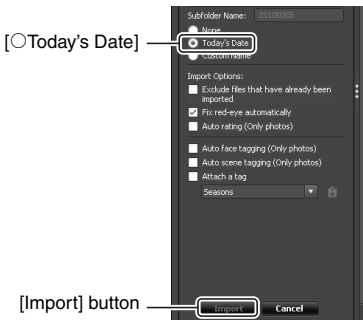 Subfolder Name: 20100305
None
[○Today's Date]
Today's Date
Custom Name
Import Options:
Exclude files that have already been
imported
Fix red-eye automatically
Auto rating (Only photos)
Auto face tagging (Only photos)
Auto scene tagging (Only photos)
Attach a tag
Seasons
[Import] button
Import Cancel